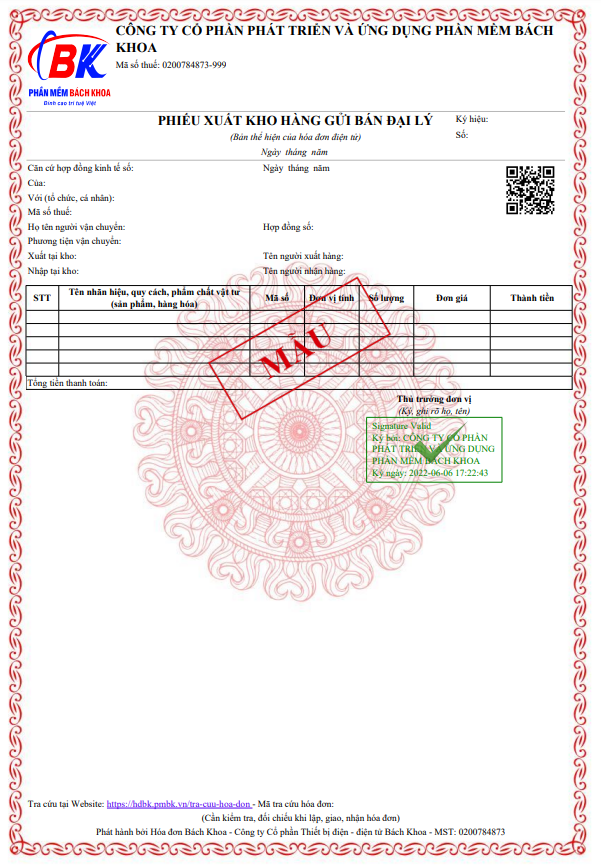 BK
PHẦN MỀM BÁCH KHOA
Đỉnh cao trí tuệ Việt
CÔNG TY CỔ PHẦN PHÁT TRIỂN VÀ ỨNG DỤNG PHẦN MỀM BÁCH
KHOA
Mã số thuế: 0200784873-999
PHIẾU XUẤT KHO HÀNG GỬI BÁN ĐẠI LÝ
Ký hiệu:
(Bản thể hiện của hóa đơn điện tử)
Số:
Ngày tháng năm
Căn cứ hợp đồng kinh tế số: Ngày tháng năm
Của:
Với (tổ chức, cá nhân):
Mã số thuế:
Họ tên người vận chuyển: Hợp đồng số:
Phương tiện vận chuyển:
Xuất tại kho: Tên người xuất hàng:
Nhập tại kho: Tên người nhận hàng:
STT Tên nhãn hiệu, quy cách, phẩm chất vật tư (sản phẩm, hàng hóa) Mã số Đơn vị tính Số lượng Đơn giá Thành tiền
MẪU
Tổng tiền thanh toán:
Thủ trưởng đơn vị
(Ký, ghi rõ họ, tên)
Signature Valid
Ký bởi: CÔNG TY CỔ PHẦN
PHÁT TRIỂN VÀ ỨNG DỤNG
PHẦN MỀM BÁCH KHOA
Ký ngày: 2022-06-06 17:22:43
Tra cứu tại Website: https://hdbk.pmbk.vn/tra-cuu-hoa-don - Mã tra cứu hóa đơn:
(Cần kiểm tra, đối chiếu khi lập, giao, nhận hóa đơn)
Phát hành bởi Hóa đơn Bách Khoa - Công ty Cổ phần Thiết bị điện - điện tử Bách Khoa - MST: 0200784873